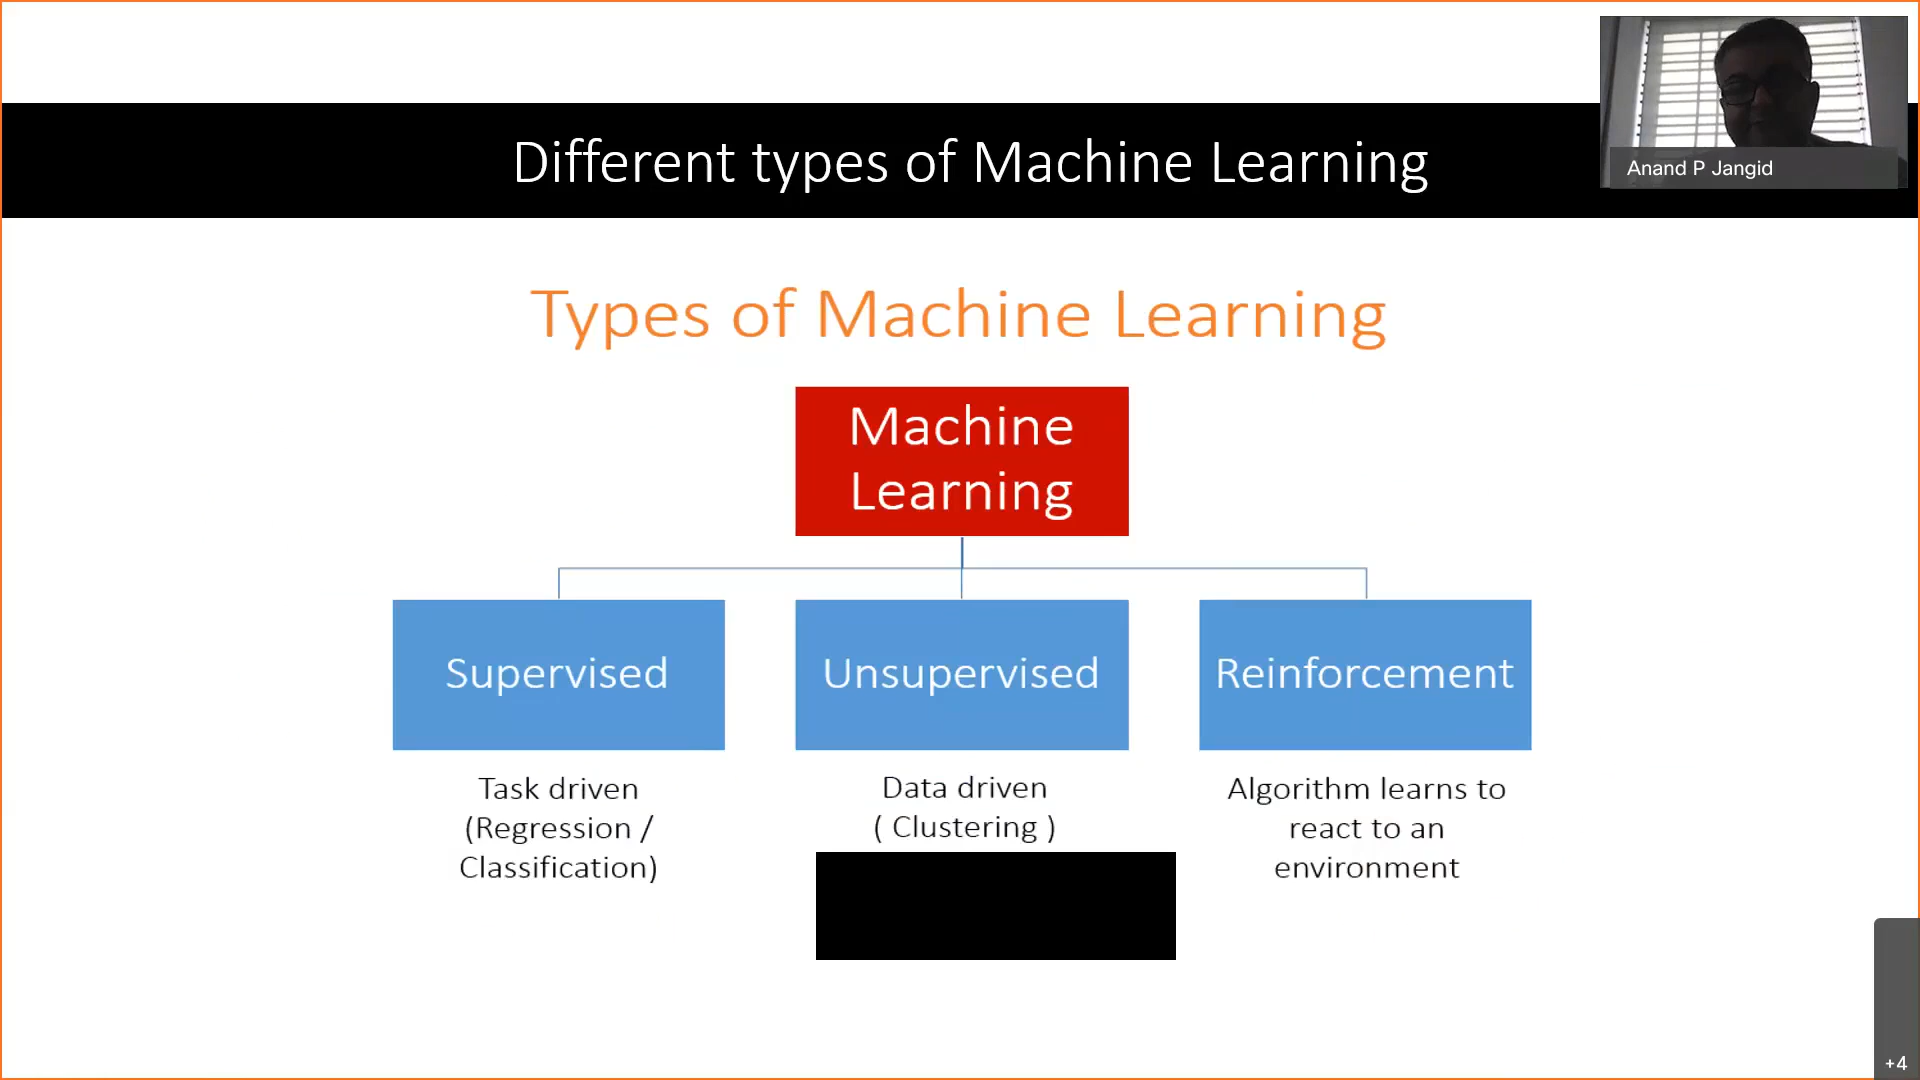 Different types of Machine Learning
Anand P Jangid
Types of Machine Learning
Machine
Learning
Supervised
Unsupervised
Reinforcement
Task driven
(Regression /
Classification)
Data driven
( Clustering )
Algorithm learns to
react to an
environment
+4